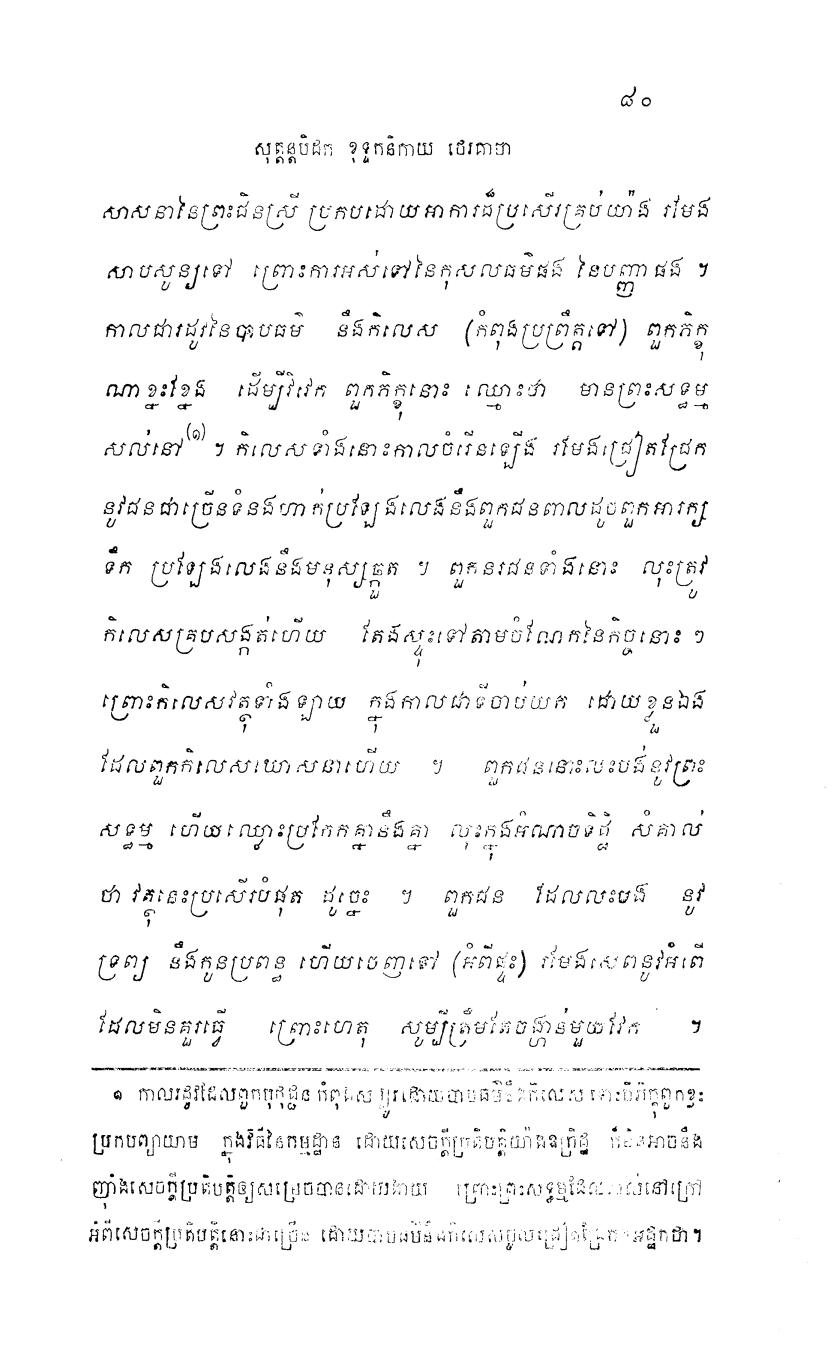 ៨០
សុត្តន្តបិដក ខុទ្ទកនិកាយ ថេរគាថា
សាសនានៃព្រះជិនស្រី ប្រកបដោយអាការដ៏ប្រសើរគ្រប់យ៉ាង រមែង
សាបសូន្យទៅ ព្រោះការអស់ទៅនៃកុសលធម៌ផង នៃបញ្ញាផង ។
កាលជារដូវនៃបាបធម៌ នឹងកិលេស (កំពុងប្រព្រឹត្តទៅ) ពួកភិក្ខុ
ណាខ្នះខ្នែង ដើម្បីវិវេក ពួកភិក្ខុនោះ ឈ្មោះថា មានព្រះសទ្ធម្ម
សល់នៅ(១) ។ កិលេសទាំងនោះកាលចំរើនឡើង រមែងជ្រៀតជ្រែក
នូវជនជាច្រើនទំនងហាក់ប្រឡែងលេងនឹងពួកជនពាលដូចពួកអារក្ស
ទឹក ប្រឡែងលេងនឹងមនុស្សឆ្កួត ។ ពួកនរជនទាំងនោះ លុះត្រូវ
កិលេសគ្របសង្កត់ហើយ តែងស្ទុះទៅតាមចំណែកនៃកិច្ចនោះ ៗ
ព្រោះកិលេសវត្ថុទាំងឡាយ ក្នុងកាលជាទីចាប់យក ដោយខ្លួនឯង
ដែលពួកកិលេសឃោសនាហើយ ។ ពួកជននោះលះបង់នូវព្រះ
សទ្ធម្ម ហើយឈ្លោះប្រកែកគ្នានឹងគ្នា លុះក្នុងអំណាចទិដ្ឋិ សំគាល់
ថា វត្ថុនេះប្រសើរបំផុត ដូច្នេះ ។ ពួកជន ដែលលះបង់ នូវ
ទ្រព្យ នឹងកូនប្រពន្ធ ហើយចេញទៅ (អំពីផ្ទះ) រមែងសេពនូវអំពើ
ដែលមិនគួរធ្វើ ព្រោះហេតុ សូម្បីត្រឹមតែចង្ហាន់មួយវែក ។
១ កាលរដូវដែលពួកបុថុជ្ជន កំពុង ដោយបាបធម៌នឹងកិលេស ពួកខ្លះ
ប្រកបព្យាយាម ក្នុងវិធីនៃកម្មដ្ឋាន ដោយសេចក្តីប្រតិបត្តិយ៉ាងឧក្រិដ្ឋ ក៏មិនអាចនឹង
ញ៉ាំងសេចក្តីប្រតិបត្តិឲ្យសម្រេចបានដោយងាយ ព្រោះព្រះសទ្ធម្មដែល នៅក្រៅ
អំពីសេចក្តីប្រតិបត្តិនោះជាច្រើន ដោយបាបធម៌នឹងកិលេសចូលជ្រៀតជ្រែក។ អដ្ឋកថា។